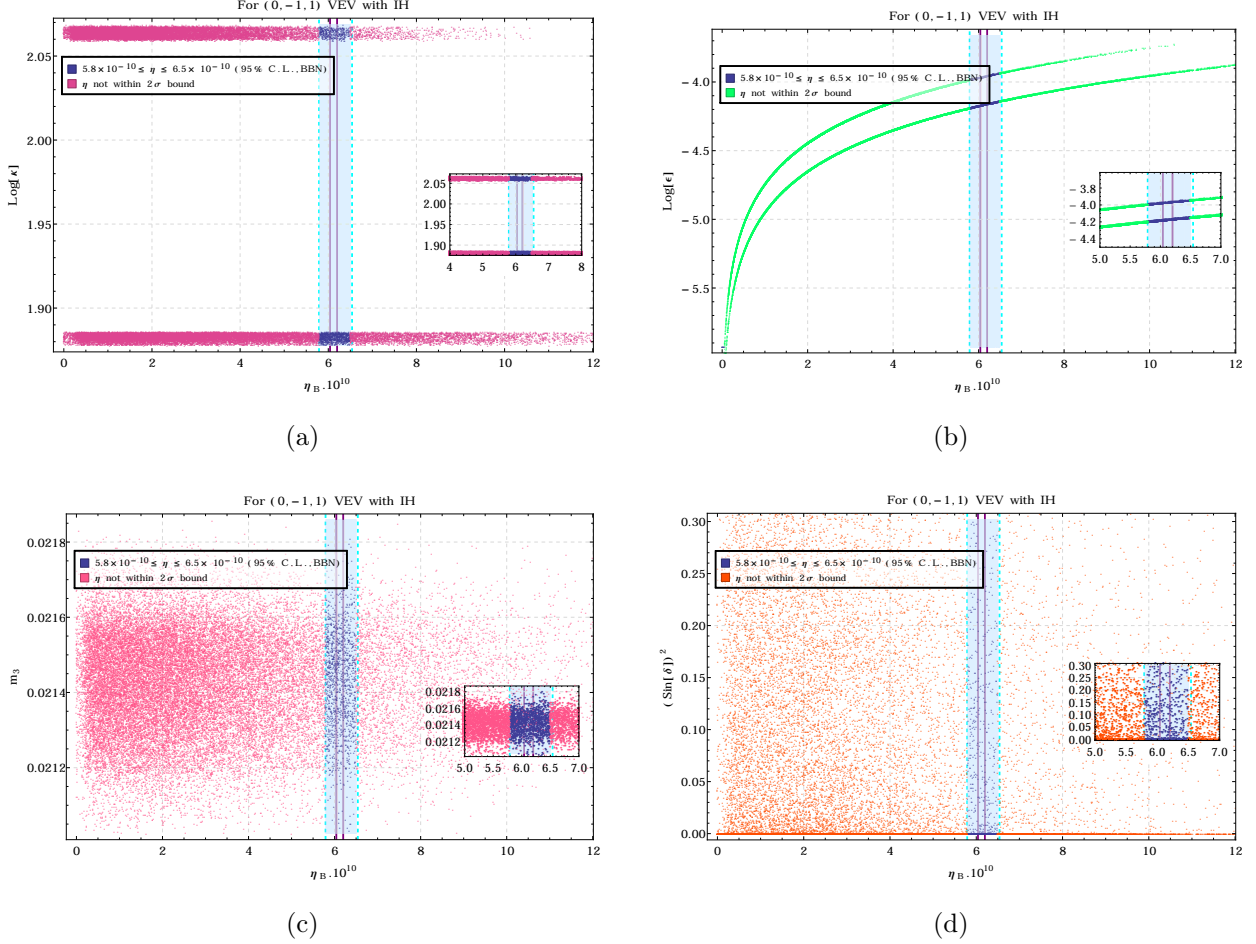 For (0,−1,1) VEV with IH
5.8×10⁻¹⁰ ≤ η ≤ 6.5× 10⁻¹⁰ (95% C.L.,BBN)
η not within 2σ bound
Log[κ]
2.05
2.00
1.95
1.90
2.05
2.00
1.90
4 5 6 7 8
0 2 4 6 8 10 12
η_B.10¹⁰
(a)
For (0,−1,1) VEV with IH
5.8×10⁻¹⁰ ≤ η ≤ 6.5× 10⁻¹⁰ (95% C.L.,BBN)
η not within 2σ bound
Log[ϵ]
−4.0
−4.5
−5.0
−5.5
−3.8
−4.0
−4.2
−4.4
5.0 5.5 6.0 6.5 7.0
0 2 4 6 8 10
η_B.10¹⁰
(b)
For (0,−1,1) VEV with IH
5.8×10⁻¹⁰ ≤ η ≤ 6.5× 10⁻¹⁰ (95% C.L.,BBN)
η not within 2σ bound
m₃
0.0218
0.0216
0.0214
0.0212
0.0218
0.0216
0.0214
0.0212
5.0 5.5 6.0 6.5 7.0
0 2 4 6 8 10 12
η_B.10¹⁰
(c)
For (0,−1,1) VEV with IH
5.8×10⁻¹⁰ ≤ η ≤ 6.5× 10⁻¹⁰ (95% C.L.,BBN)
η not within 2σ bound
(Sin[δ])²
0.30
0.25
0.20
0.15
0.10
0.05
0.00
0.30
0.25
0.20
0.15
0.10
0.05
0.00
5.0 5.5 6.0 6.5 7.0
0 2 4 6 8 10 12
η_B.10¹⁰
(d)